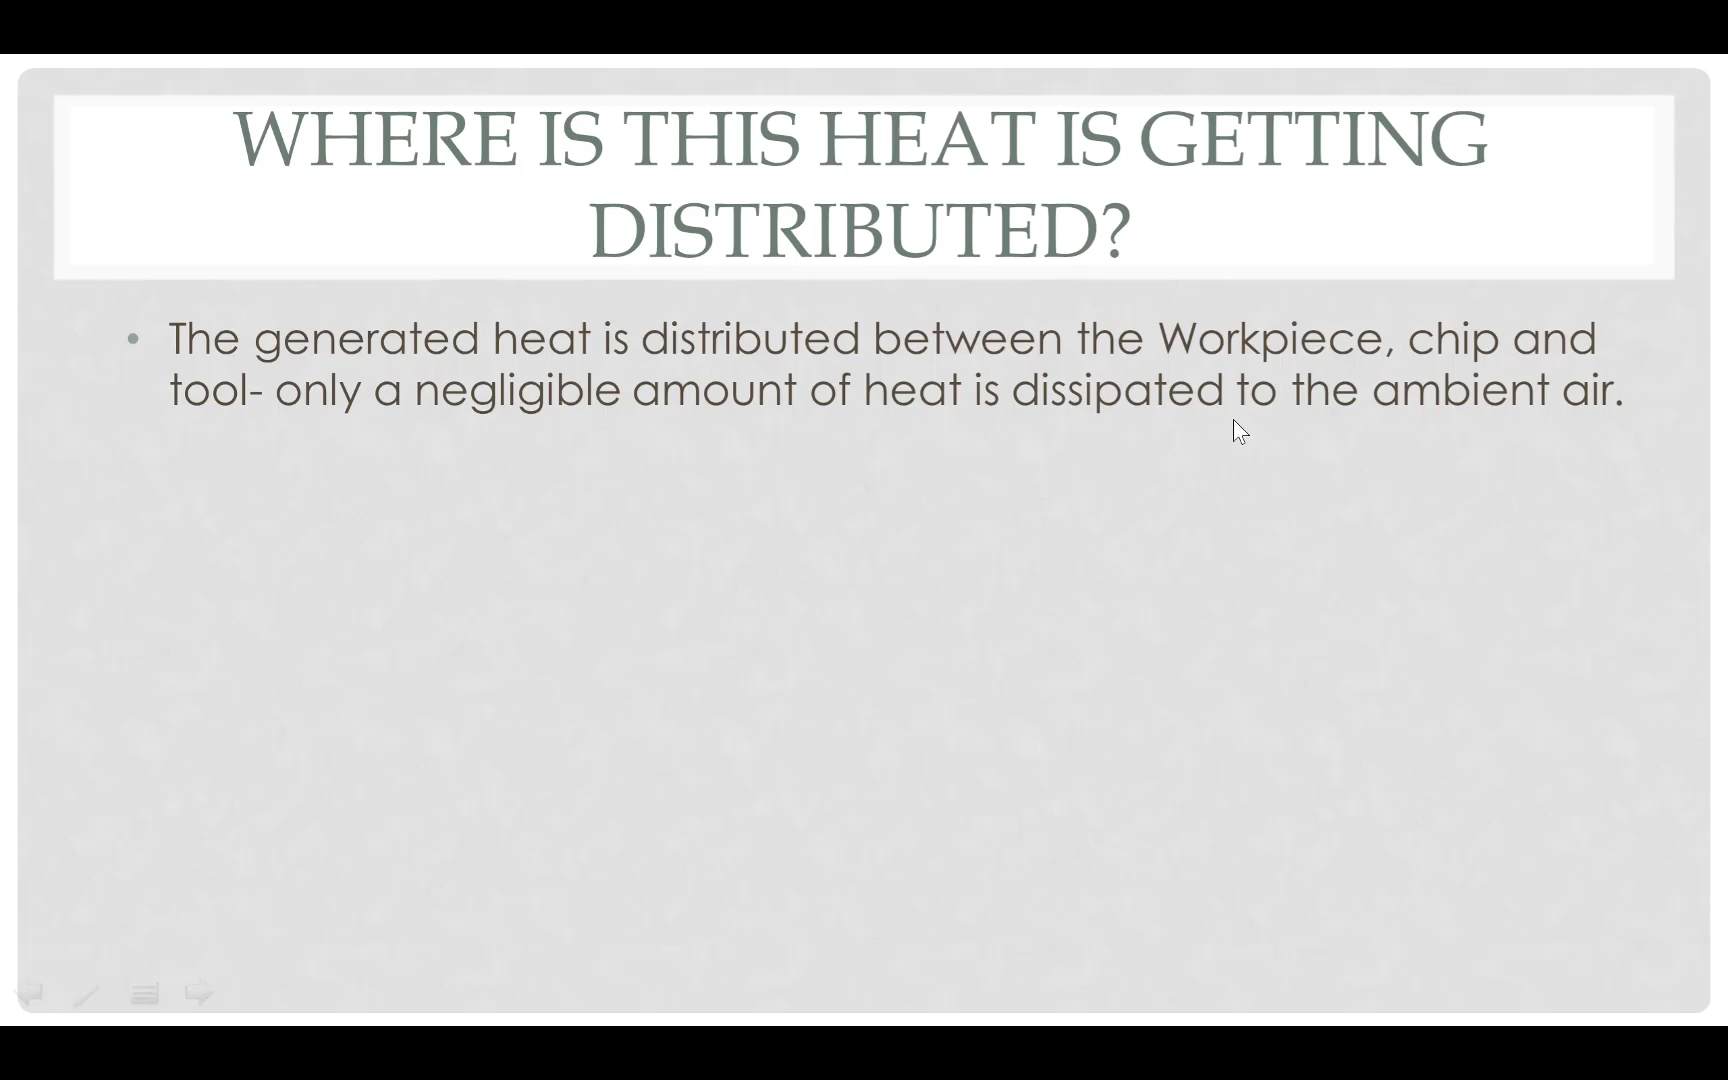 WHERE IS THIS HEAT IS GETTING
DISTRIBUTED?
• The generated heat is distributed between the Workpiece, chip and
tool- only a negligible amount of heat is dissipated to the ambient air.